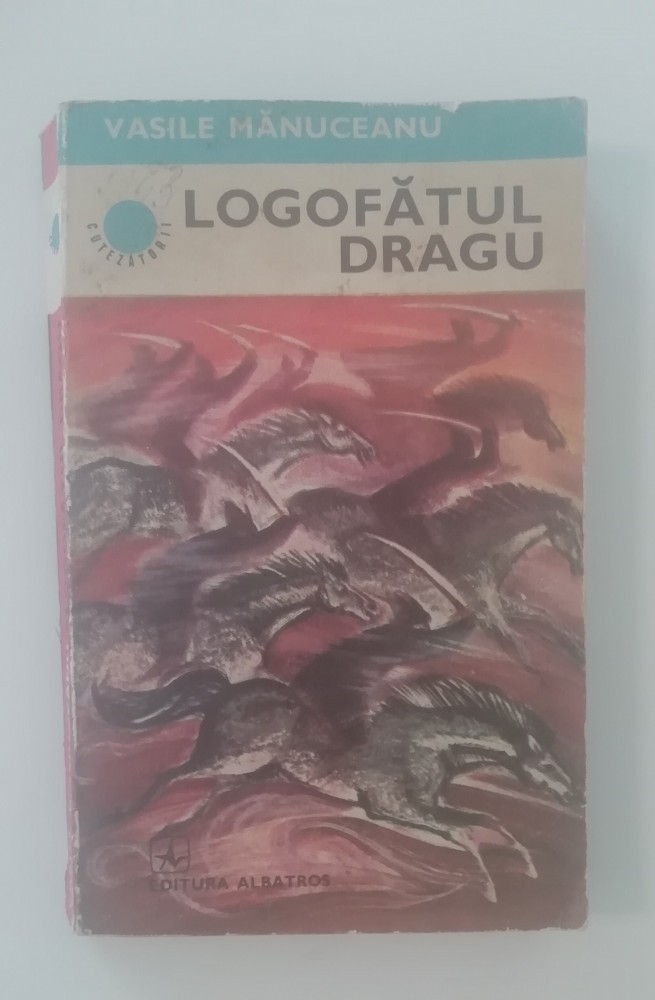 VASILE MĂNUCEANU
CUTEZĂTORII
LOGOFĂTUL
DRAGU
EDITURA ALBATROS